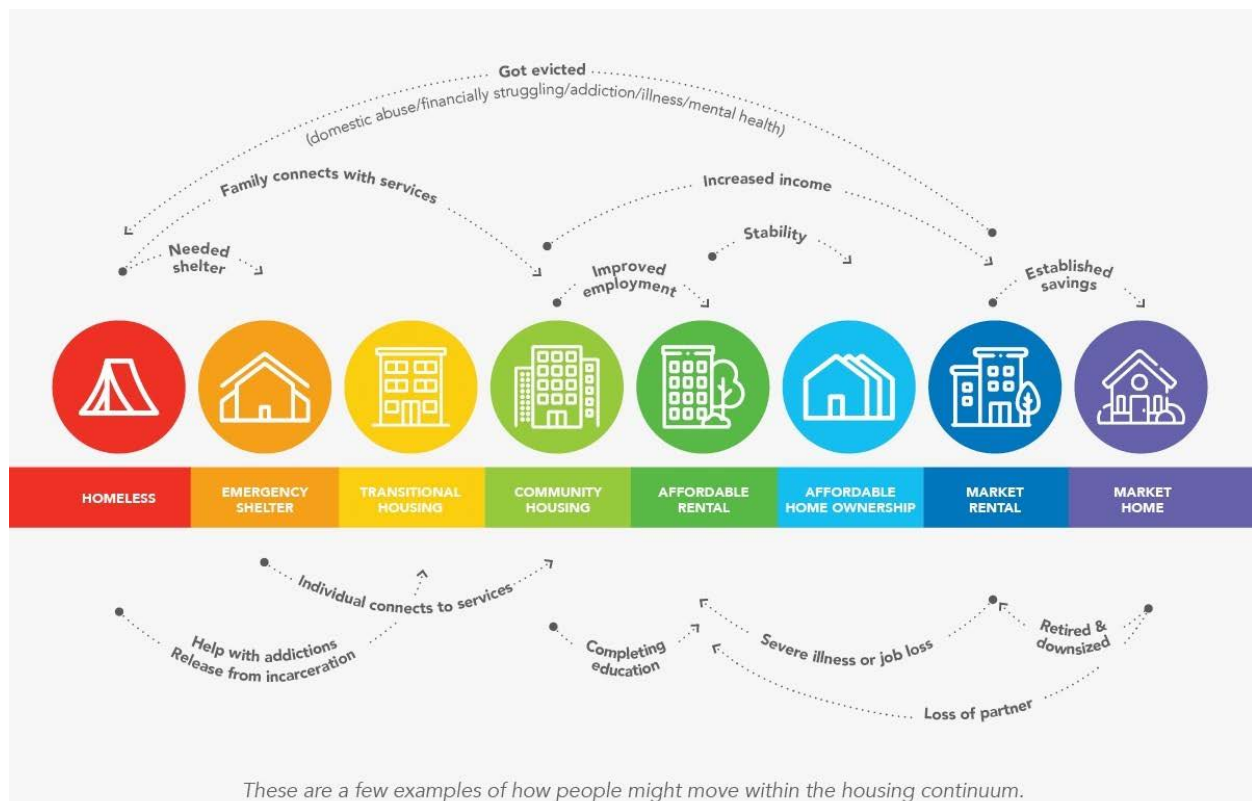 Got evicted
(domestic abuse/financially struggling/addiction/illness/mental health)
Family connects with services
Increased income
Needed
shelter
Stability
Improved
employment
Established
savings
HOMELESS
EMERGENCY
SHELTER
TRANSITIONAL
HOUSING
COMMUNITY
HOUSING
AFFORDABLE
RENTAL
AFFORDABLE
HOME OWNERSHIP
MARKET
RENTAL
MARKET
HOME
Individual connects to services
Help with addictions
Release from incarceration
Completing
education
Severe illness or job loss
Retired &
downsized
Loss of partner
These are a few examples of how people might move within the housing continuum.